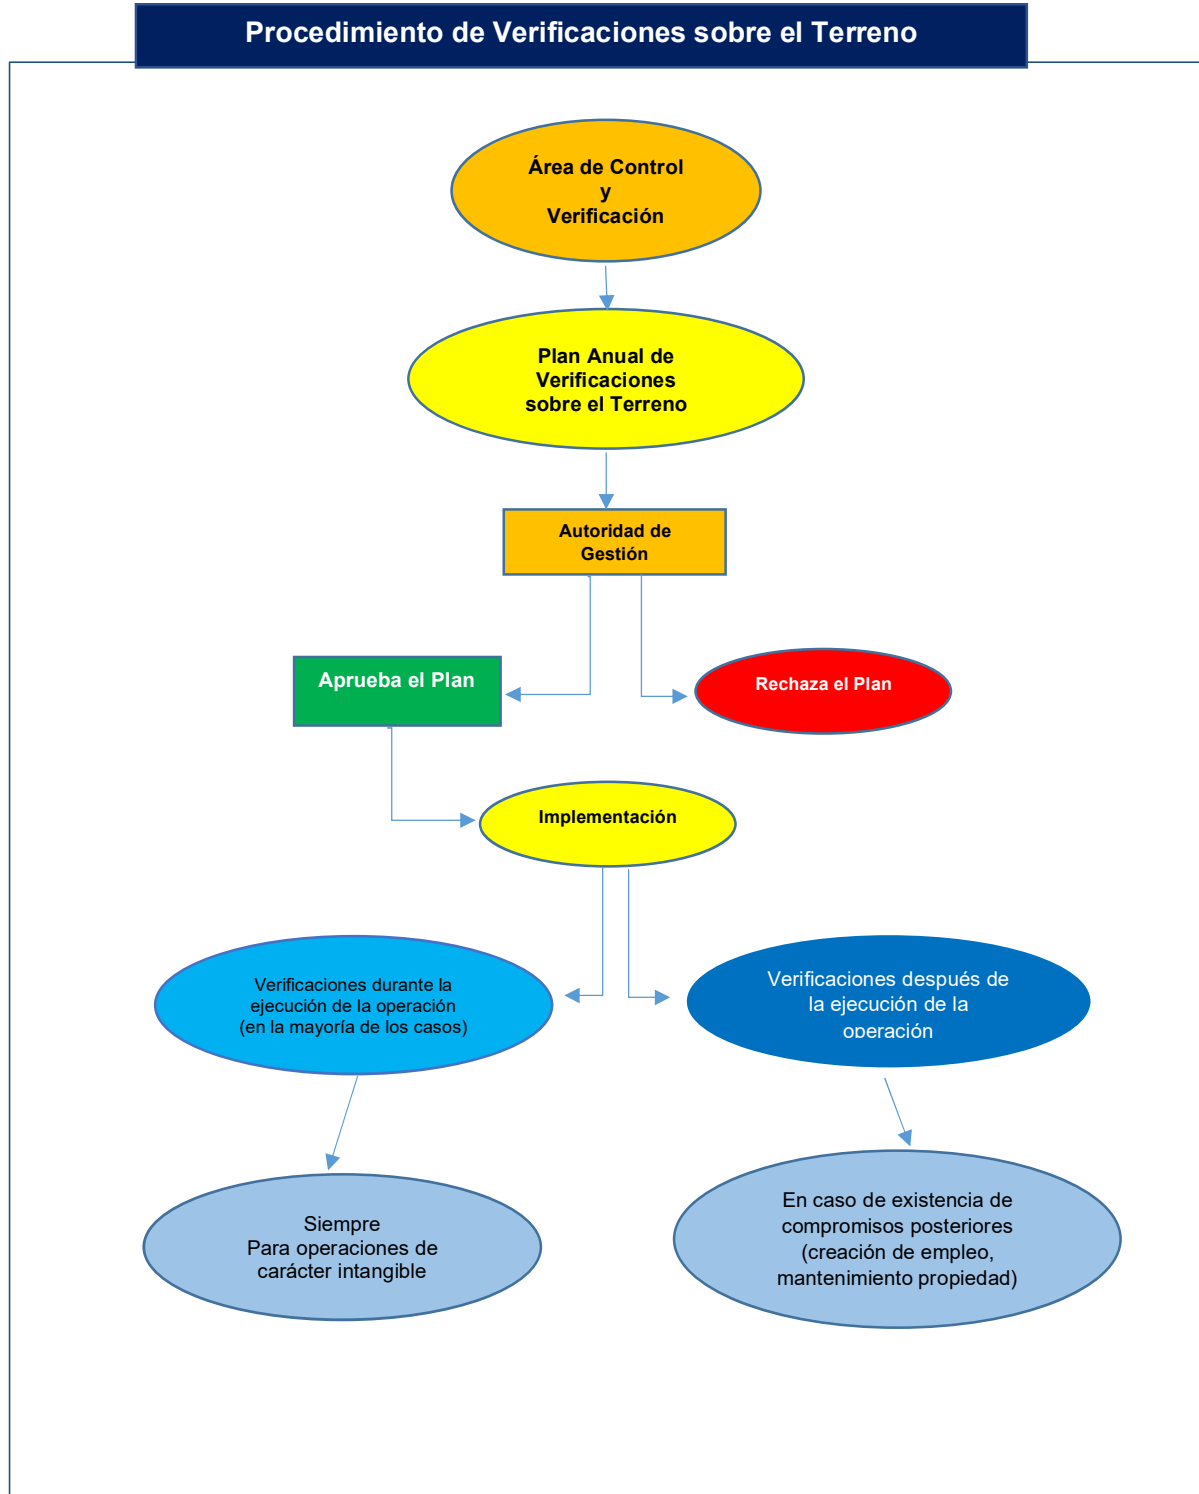 Procedimiento de Verificaciones sobre el Terreno
Área de Control
y
Verificación
Plan Anual de
Verificaciones
sobre el Terreno
Autoridad de
Gestión
Aprueba el Plan
Rechaza el Plan
Implementación
Verificaciones durante la
ejecución de la operación
(en la mayoría de los casos)
Verificaciones después de
la ejecución de la
operación
Siempre
Para operaciones de
carácter intangible
En caso de existencia de
compromisos posteriores
(creación de empleo,
mantenimiento propiedad)